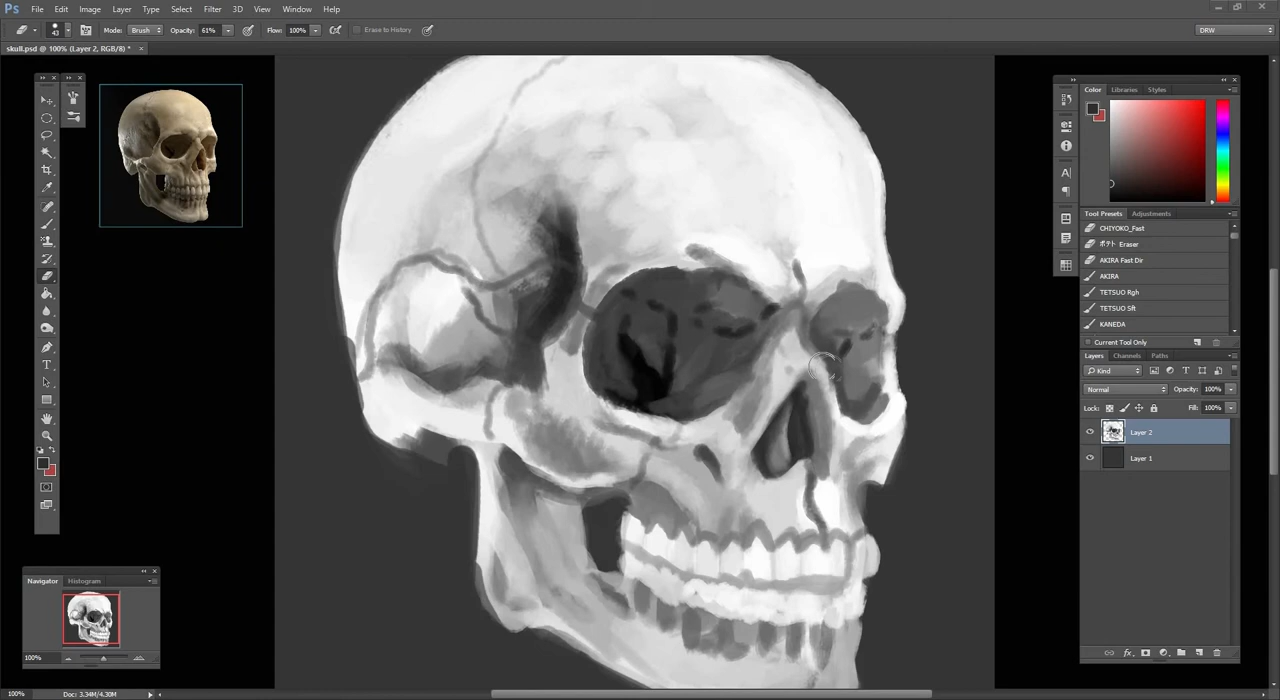 Ps File Edit Image Layer Type Select Filter 3D View Window Help
43 Mode: Brush Opacity: 61% Flow: 100% Erase to History DRW
skull.psd @ 100% (Layer 2, RGB/8) * ×
Color Libraries Styles
Tool Presets Adjustments
CHIYOKO_Fast
ポテト Eraser
AKIRA Fast Dir
AKIRA
TETSUO Rgh
TETSUO Sft
KANEDA
Current Tool Only
Layers Channels Paths
Kind
Normal Opacity: 100%
Lock: Fill: 100%
Layer 2
Layer 1
Navigator Histogram
100%
100% Doc: 3.34M/4.30M